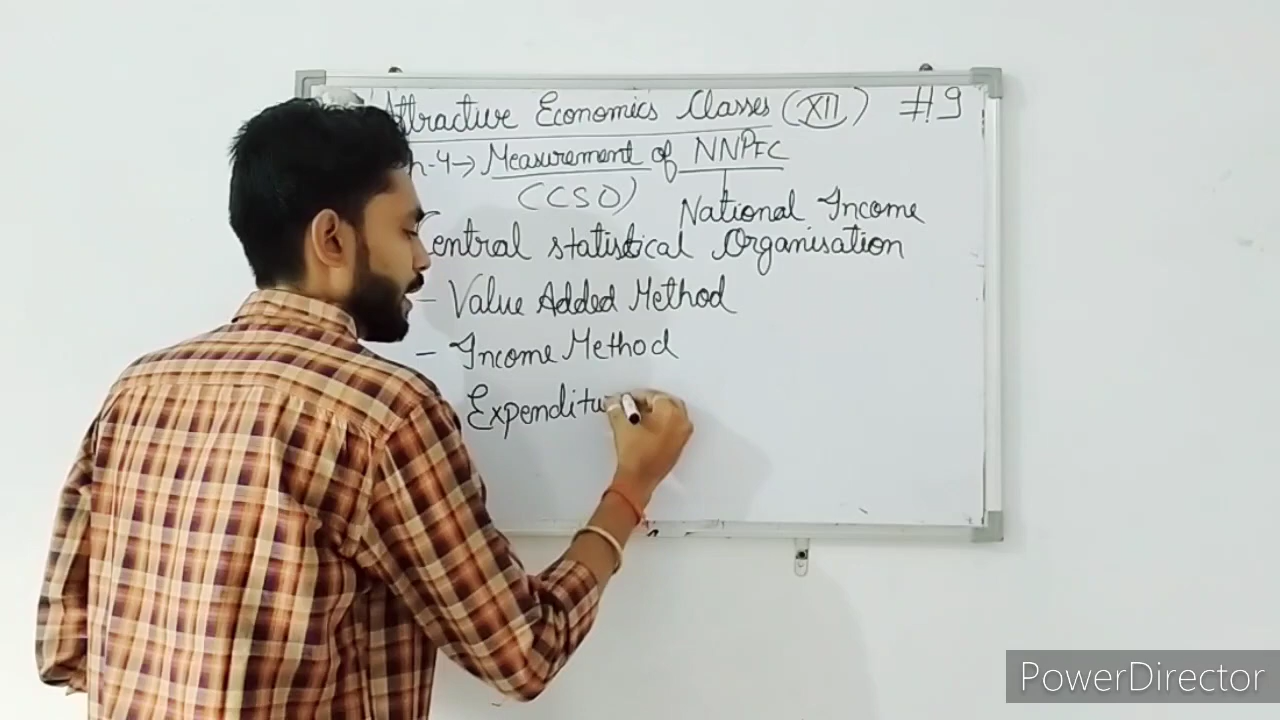 Attractive Economics Classes (XII) #9
h-4→ Measurement of NNPFC
(CSO)
National Income
Central statistical Organisation
- Value Added Method
- Income Method
Expenditu
PowerDirector